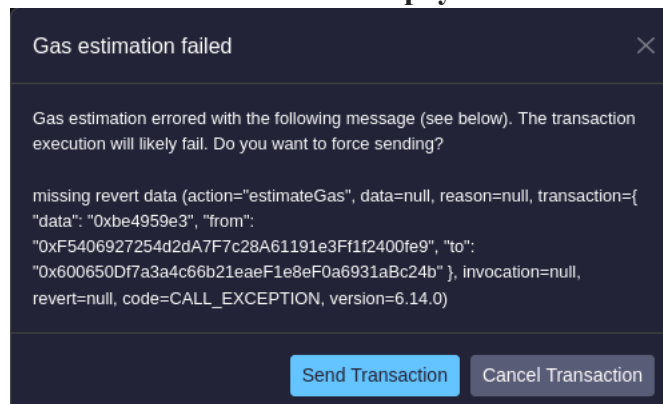 Gas estimation failed
Gas estimation errored with the following message (see below). The transaction
execution will likely fail. Do you want to force sending?
missing revert data (action="estimateGas", data=null, reason=null, transaction={
"data": "0xbe4959e3", "from":
"0xF5406927254d2dA7F7c28A61191e3Ff1f2400fe9", "to":
"0x600650Df7a3a4c66b21eaeF1e8eF0a6931aBc24b" }, invocation=null,
revert=null, code=CALL_EXCEPTION, version=6.14.0)
Send Transaction
Cancel Transaction